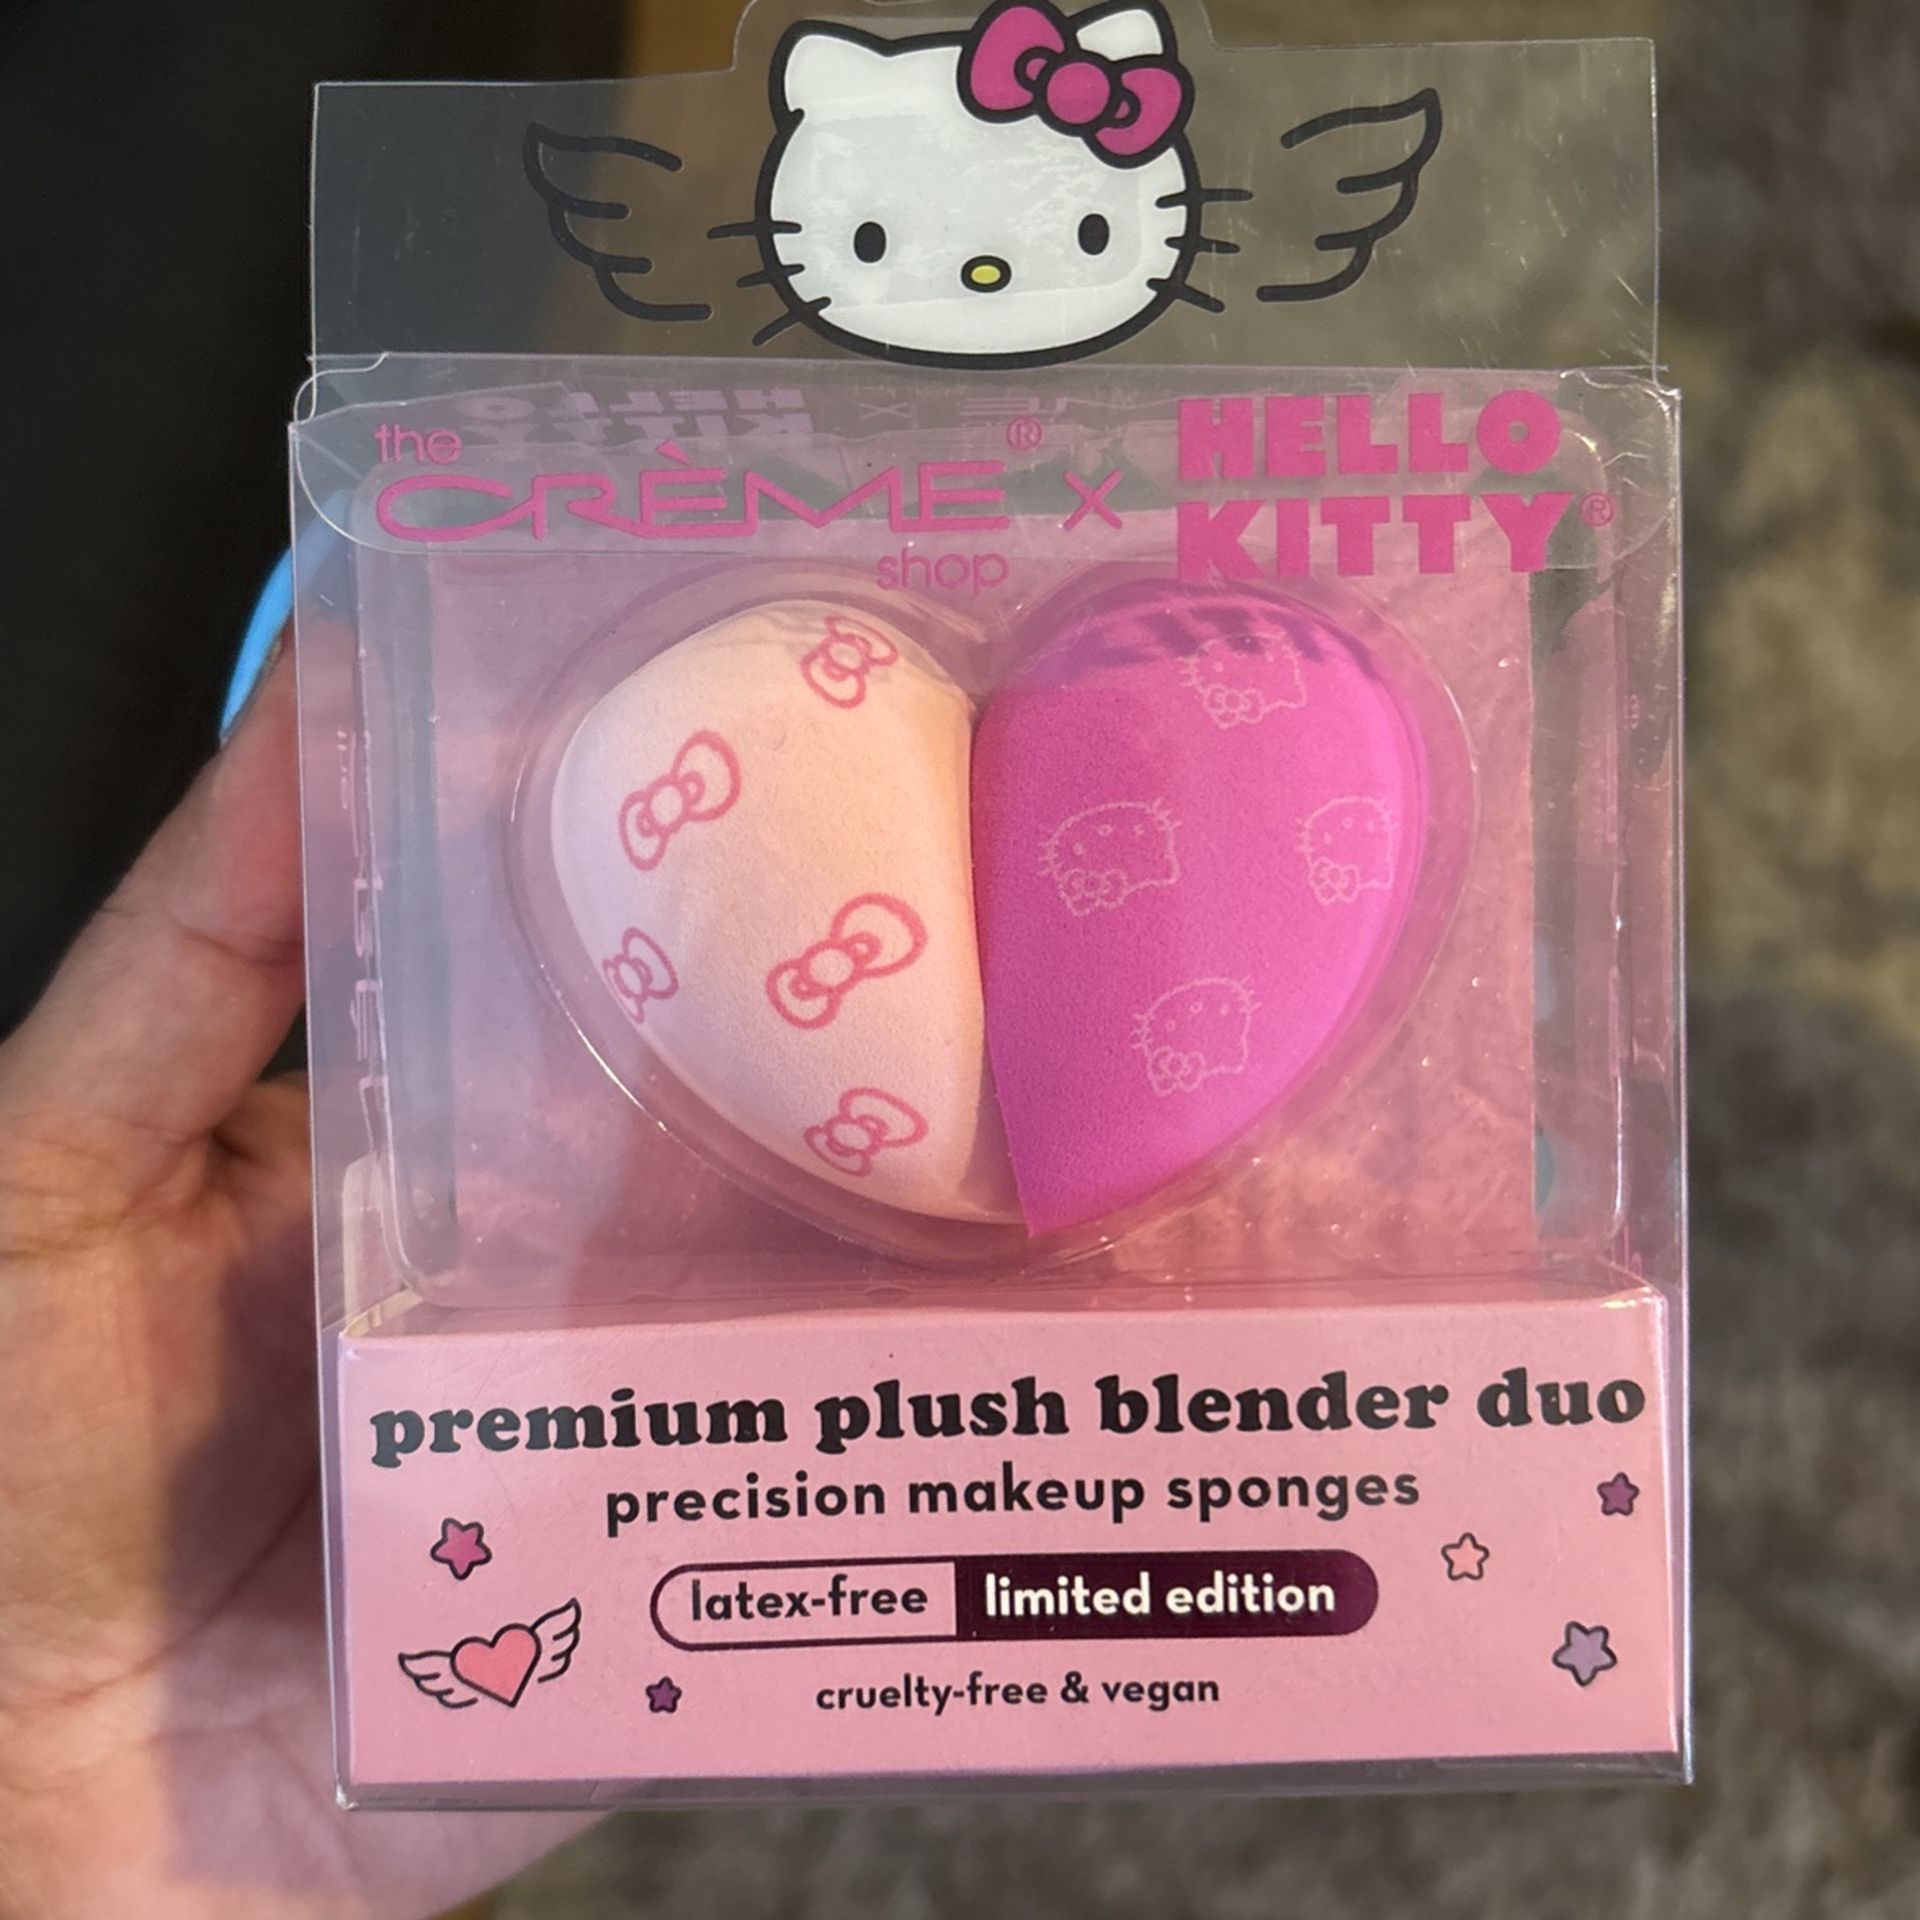 the
CRÈME® x HELLO
shop KITTY®
premium plush blender duo
precision makeup sponges
latex-free limited edition
cruelty-free & vegan